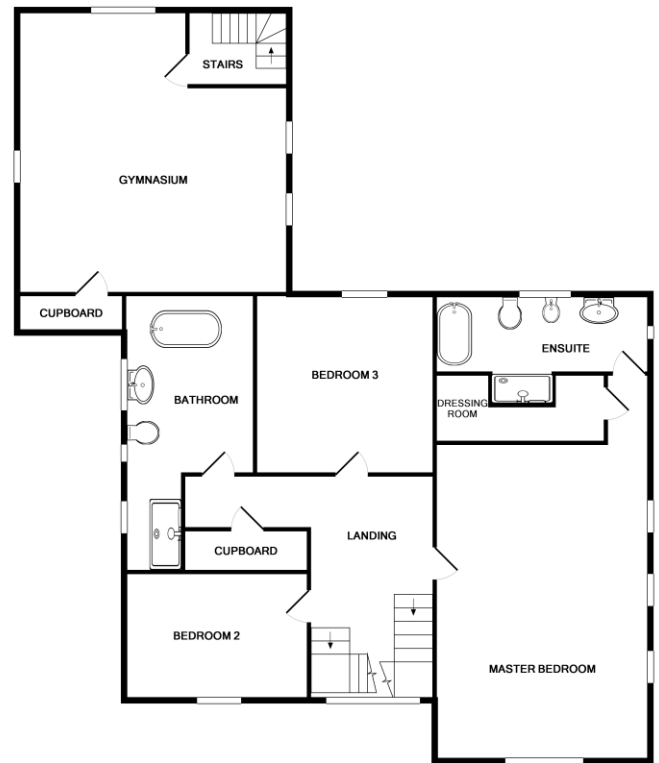 STAIRS
GYMNASIUM
CUPBOARD
BATHROOM
BEDROOM 3
ENSUITE
DRESSING
ROOM
LANDING
CUPBOARD
BEDROOM 2
MASTER BEDROOM